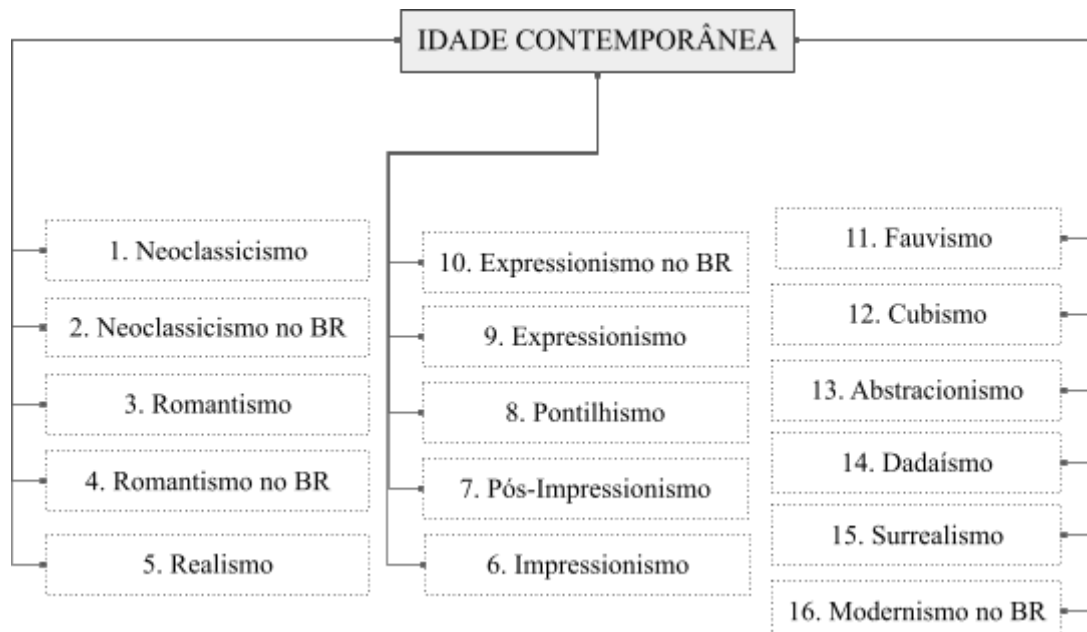 IDADE CONTEMPORÂNEA
1. Neoclassicismo
2. Neoclassicismo no BR
3. Romantismo
4. Romantismo no BR
5. Realismo
10. Expressionismo no BR
9. Expressionismo
8. Pontilhismo
7. Pós-Impressionismo
6. Impressionismo
11. Fauvismo
12. Cubismo
13. Abstracionismo
14. Dadaísmo
15. Surrealismo
16. Modernismo no BR